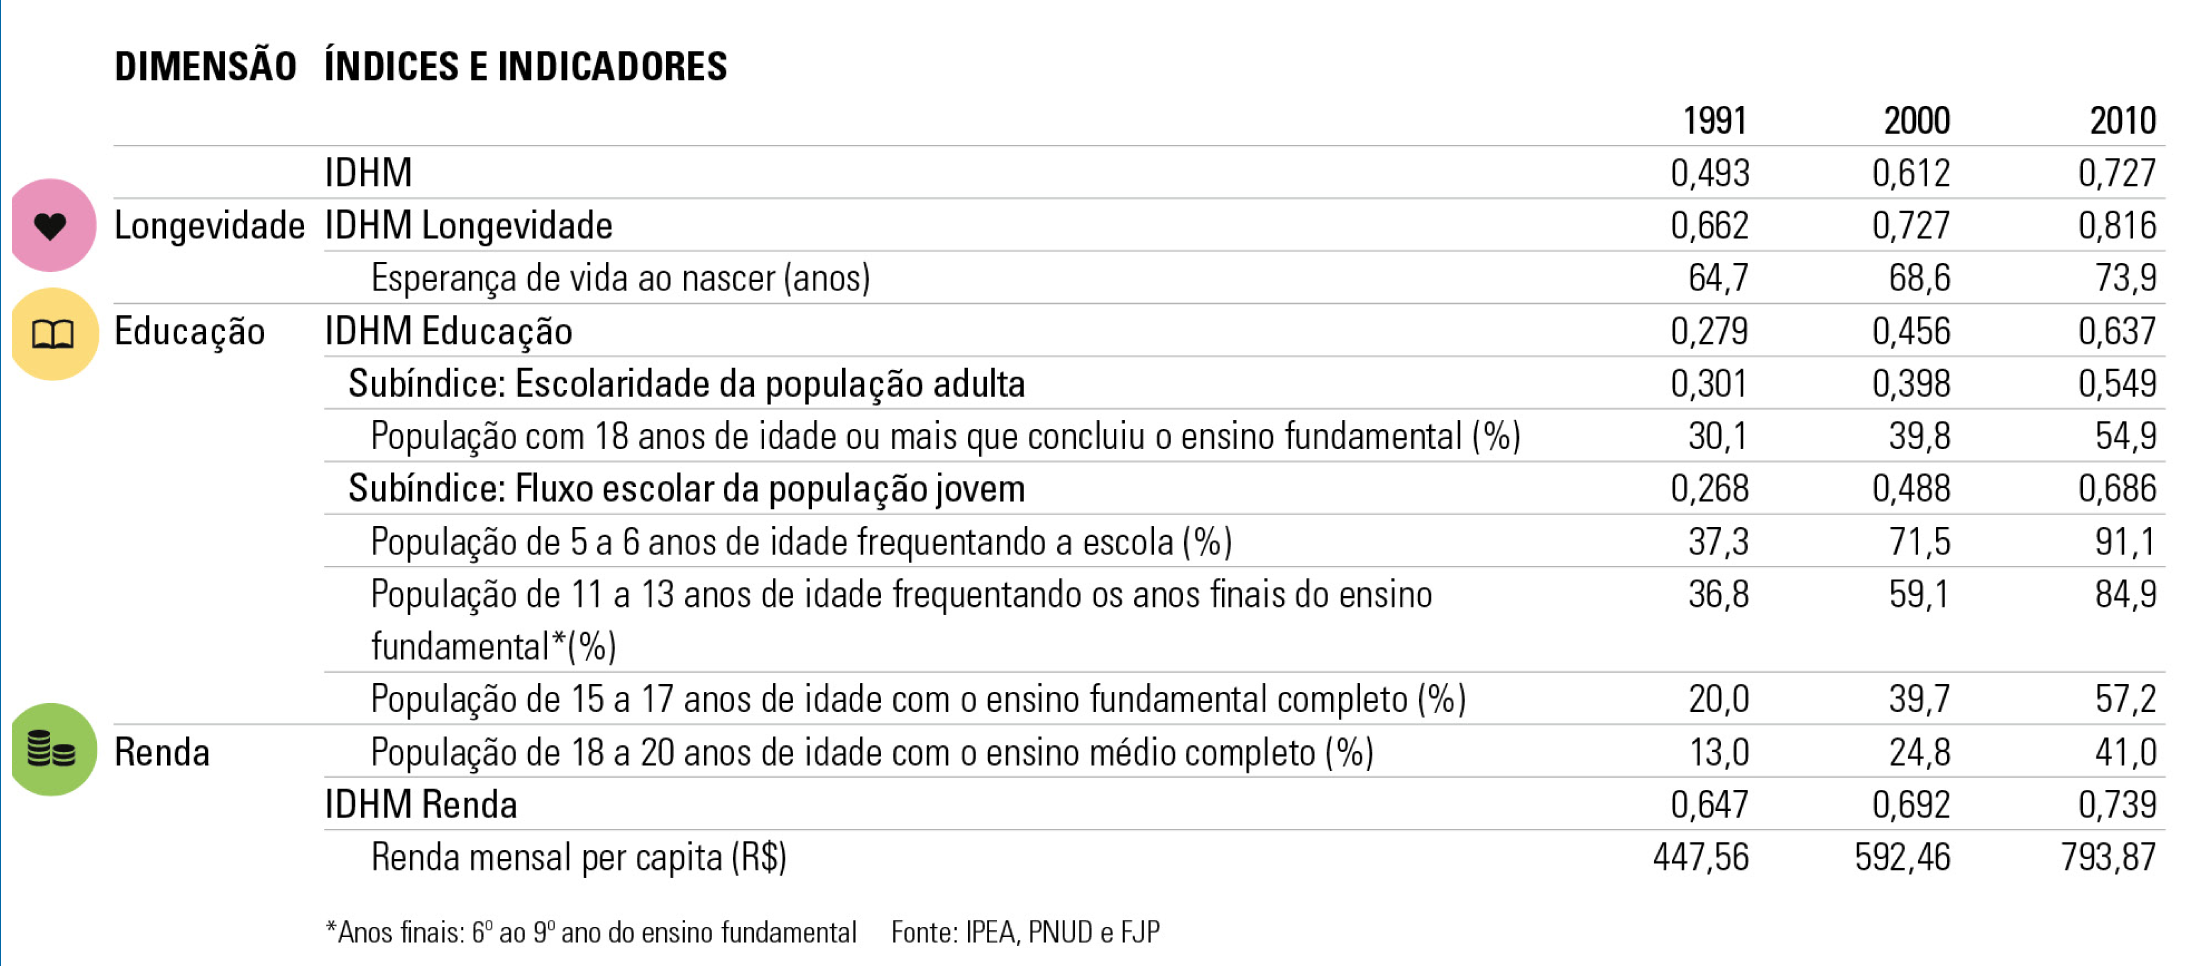 DIMENSÃO ÍNDICES E INDICADORES
1991 2000 2010
IDHM 0,493 0,612 0,727
Longevidade IDHM Longevidade 0,662 0,727 0,816
Esperança de vida ao nascer (anos) 64,7 68,6 73,9
Educação IDHM Educação 0,279 0,456 0,637
Subíndice: Escolaridade da população adulta 0,301 0,398 0,549
População com 18 anos de idade ou mais que concluiu o ensino fundamental (%) 30,1 39,8 54,9
Subíndice: Fluxo escolar da população jovem 0,268 0,488 0,686
População de 5 a 6 anos de idade frequentando a escola (%) 37,3 71,5 91,1
População de 11 a 13 anos de idade frequentando os anos finais do ensino 36,8 59,1 84,9
fundamental*(%)
População de 15 a 17 anos de idade com o ensino fundamental completo (%) 20,0 39,7 57,2
Renda População de 18 a 20 anos de idade com o ensino médio completo (%) 13,0 24,8 41,0
IDHM Renda 0,647 0,692 0,739
Renda mensal per capita (R$) 447,56 592,46 793,87
*Anos finais: 6º ao 9º ano do ensino fundamental Fonte: IPEA, PNUD e FJP